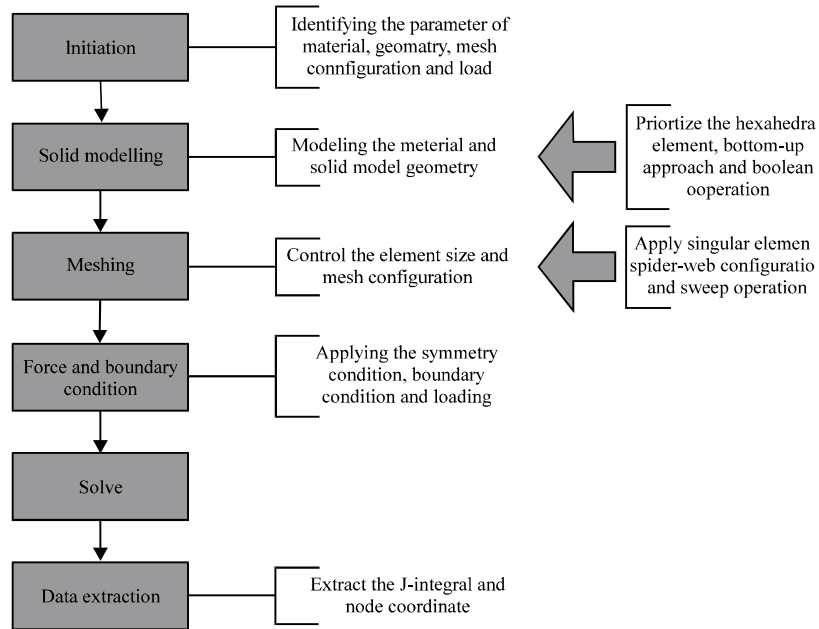 Initiation
Identifying the parameter of
material, geomatry, mesh
connfiguration and load
Solid modelling
Modeling the meterial and
solid model geometry
Priortize the hexahedra
element, bottom-up
approach and boolean
ooperation
Meshing
Control the element size and
mesh configuration
Apply singular elemen
spider-web configuratio
and sweep operation
Force and boundary
condition
Applying the symmetry
condition, boundary
condition and loading
Solve
Data extraction
Extract the J-integral and
node coordinate